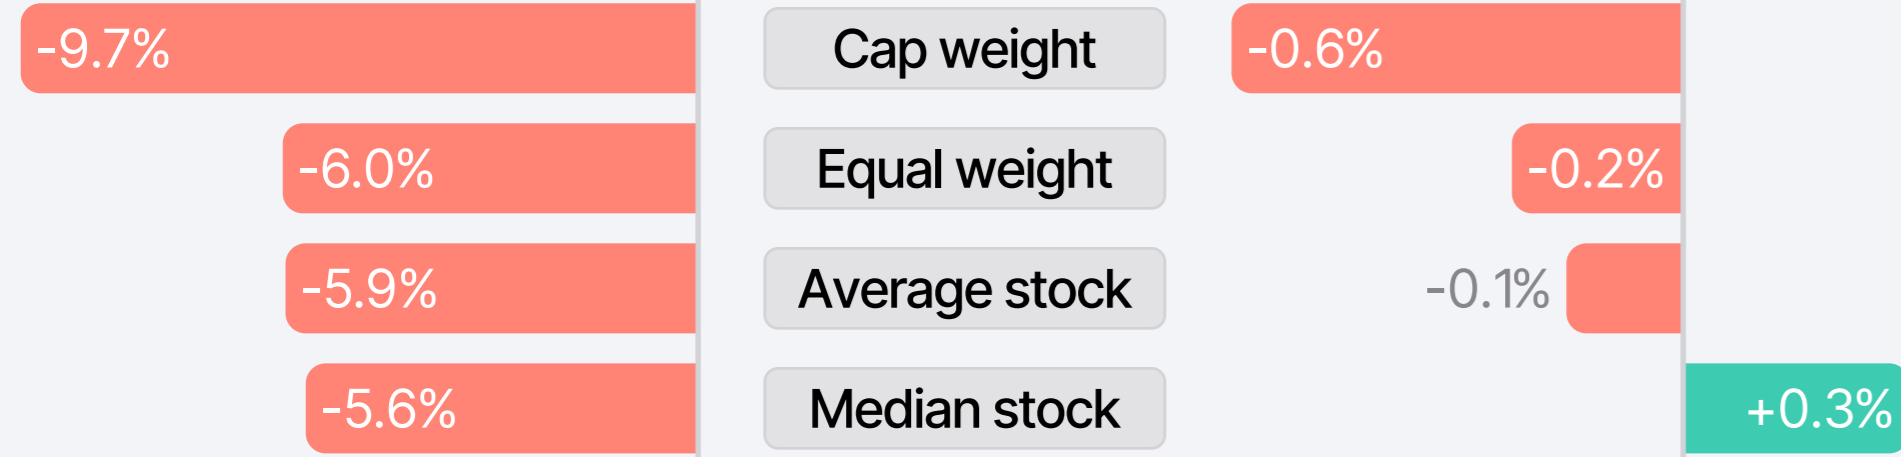 -9.7% Cap weight -0.6%
-6.0% Equal weight -0.2%
-5.9% Average stock -0.1%
-5.6% Median stock +0.3%